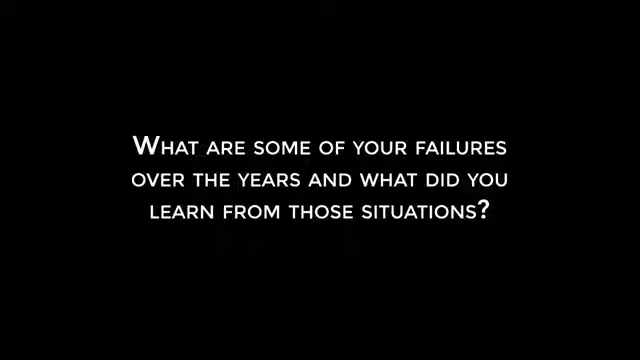 What are some of your failures
over the years and what did you
learn from those situations?